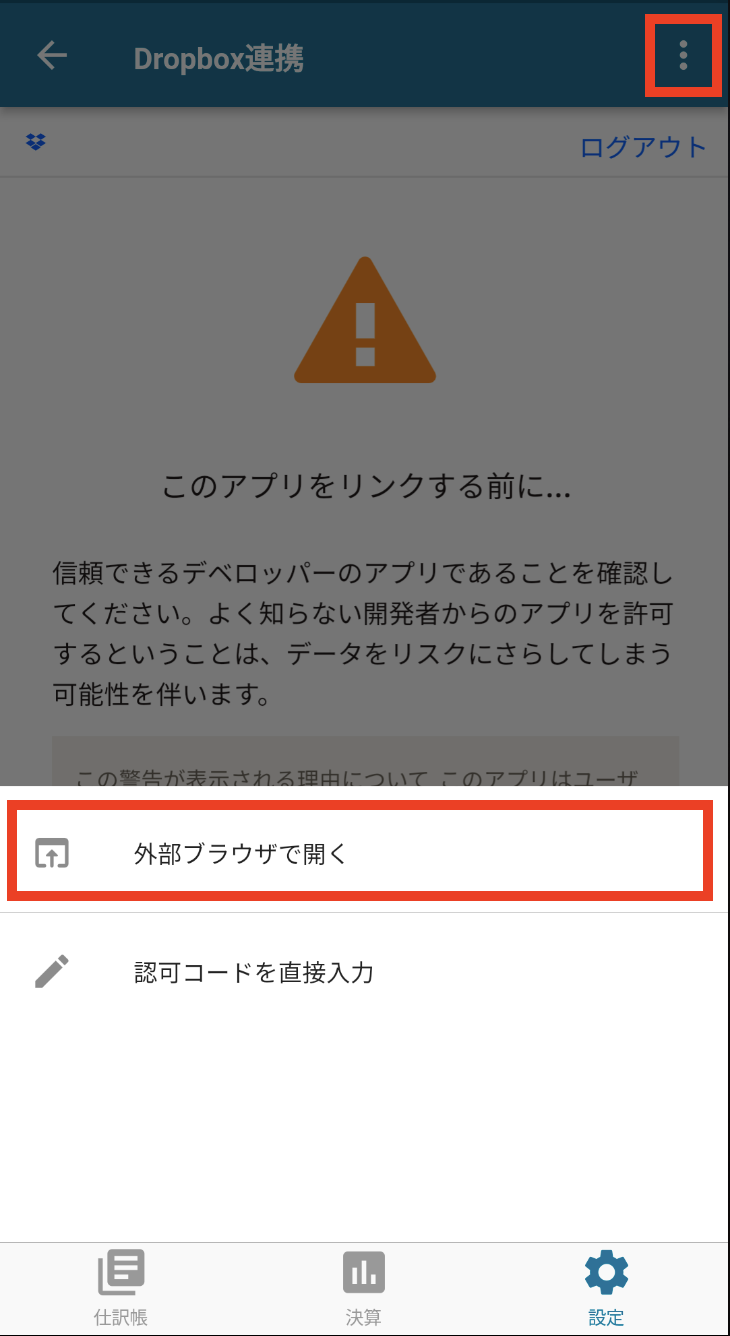 Dropbox連携
ログアウト
このアプリをリンクする前に...
信頼できるデベロッパーのアプリであることを確認し
てください。よく知らない開発者からのアプリを許可
するということは、データをリスクにさらしてしまう
可能性を伴います。
この警告が表示される理由について このアプリはユーザ
外部ブラウザで開く
認可コードを直接入力
仕訳帳
決算
設定